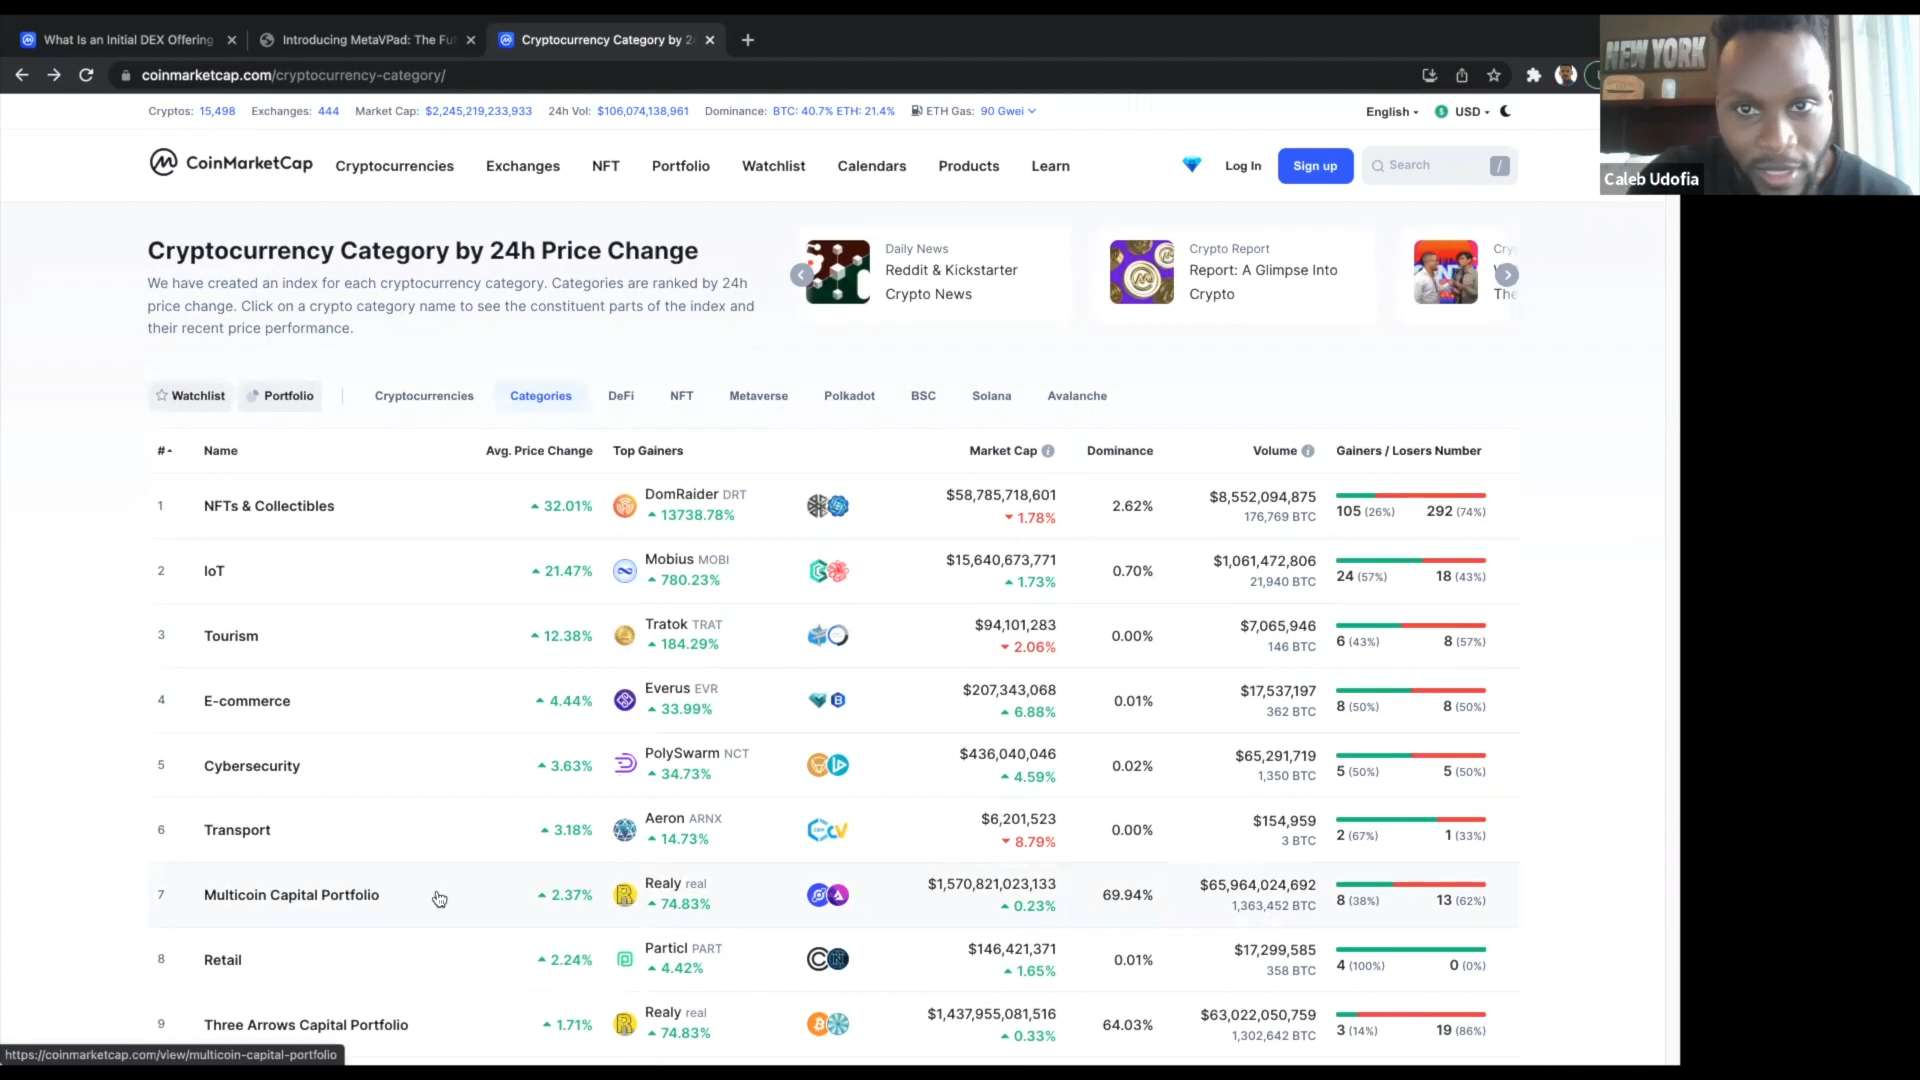 What Is an Initial DEX Offering
Introducing MetaVPad: The Fu
Cryptocurrency Category by 2
coinmarketcap.com/cryptocurrency-category/
NEW YORK
Caleb Udofia
Cryptos: 15,498 Exchanges: 444 Market Cap: $2,245,219,233,933 24h Vol: $106,074,138,961 Dominance: BTC: 40.7% ETH: 21.4% ETH Gas: 90 Gwei
English USD
CoinMarketCap Cryptocurrencies Exchanges NFT Portfolio Watchlist Calendars Products Learn Log In Sign up Search /
Cryptocurrency Category by 24h Price Change
We have created an index for each cryptocurrency category. Categories are ranked by 24h
price change. Click on a crypto category name to see the constituent parts of the index and
their recent price performance.
Daily News
Reddit & Kickstarter
Crypto News
Crypto Report
Report: A Glimpse Into
Crypto
Cry
The
Watchlist Portfolio Cryptocurrencies Categories DeFi NFT Metaverse Polkadot BSC Solana Avalanche
# Name Avg. Price Change Top Gainers Market Cap Dominance Volume Gainers / Losers Number
1 NFTs & Collectibles 32.01% DomRaider DRT $58,785,718,601 2.62% $8,552,094,875
13738.78% 1.78% 176,769 BTC 105 (26%) 292 (74%)
2 IoT 21.47% Mobius MOBI $15,640,673,771 0.70% $1,061,472,806
780.23% 1.73% 21,940 BTC 24 (57%) 18 (43%)
3 Tourism 12.38% Tratok TRAT $94,101,283 0.00% $7,065,946
184.29% 2.06% 146 BTC 6 (43%) 8 (57%)
4 E-commerce 4.44% Everus EVR $207,343,068 0.01% $17,537,197
33.99% 6.88% 362 BTC 8 (50%) 8 (50%)
5 Cybersecurity 3.63% PolySwarm NCT $436,040,046 0.02% $65,291,719
34.73% 4.59% 1,350 BTC 5 (50%) 5 (50%)
6 Transport 3.18% Aeron ARNX $6,201,523 0.00% $154,959
14.73% 8.79% 3 BTC 2 (67%) 1 (33%)
7 Multicoin Capital Portfolio 2.37% Realy real $1,570,821,023,133 69.94% $65,964,024,692
74.83% 0.23% 1,363,452 BTC 8 (38%) 13 (62%)
8 Retail 2.24% Particl PART $146,421,371 0.01% $17,299,585
4.42% 1.65% 358 BTC 4 (100%) 0 (0%)
9 Three Arrows Capital Portfolio 1.71% Realy real $1,437,955,081,516 64.03% $63,022,050,759
74.83% 0.33% 1,302,642 BTC 3 (14%) 19 (86%)
https://coinmarketcap.com/view/multicoin-capital-portfolio